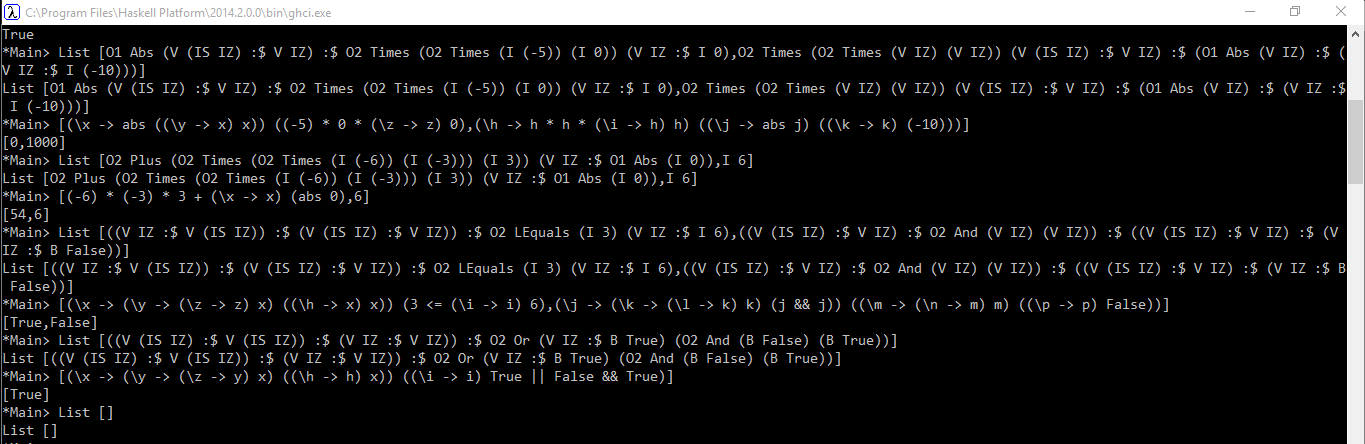 C:\Program Files\Haskell Platform\2014.2.0.0\bin\ghci.exe
True
*Main> List [O1 Abs (V (IS IZ) :$ V IZ) :$ O2 Times (O2 Times (I (-5)) (I 0)) (V IZ :$ I 0),O2 Times (O2 Times (V IZ) (V IZ)) (V (IS IZ) :$ V IZ) :$ (O1 Abs (V IZ) :$ (
V IZ :$ I (-10)))]
List [O1 Abs (V (IS IZ) :$ V IZ) :$ O2 Times (O2 Times (I (-5)) (I 0)) (V IZ :$ I 0),O2 Times (O2 Times (V IZ) (V IZ)) (V (IS IZ) :$ V IZ) :$ (O1 Abs (V IZ) :$ (V IZ :$
 I (-10)))]
*Main> [(\x -> abs ((\y -> x) x)) ((-5) * 0 * (\z -> z) 0),(\h -> h * h * (\i -> h) h) ((\j -> abs j) ((\k -> k) (-10)))]
[0,1000]
*Main> List [O2 Plus (O2 Times (O2 Times (I (-6)) (I (-3))) (I 3)) (V IZ :$ O1 Abs (I 0)),I 6]
List [O2 Plus (O2 Times (O2 Times (I (-6)) (I (-3))) (I 3)) (V IZ :$ O1 Abs (I 0)),I 6]
*Main> [(-6) * (-3) * 3 + (\x -> x) (abs 0),6]
[54,6]
*Main> List [((V IZ :$ V (IS IZ)) :$ (V (IS IZ) :$ V IZ)) :$ O2 LEquals (I 3) (V IZ :$ I 6),((V (IS IZ) :$ V IZ) :$ O2 And (V IZ) (V IZ)) :$ ((V (IS IZ) :$ V IZ) :$ (V
IZ :$ B False))]
List [((V IZ :$ V (IS IZ)) :$ (V (IS IZ) :$ V IZ)) :$ O2 LEquals (I 3) (V IZ :$ I 6),((V (IS IZ) :$ V IZ) :$ O2 And (V IZ) (V IZ)) :$ ((V (IS IZ) :$ V IZ) :$ (V IZ :$ B
 False))]
*Main> [(\x -> (\y -> (\z -> z) x) ((\h -> x) x)) (3 <= (\i -> i) 6),(\j -> (\k -> (\l -> k) k) (j && j)) ((\m -> (\n -> m) m) ((\p -> p) False))]
[True,False]
*Main> List [((V (IS IZ) :$ V (IS IZ)) :$ (V IZ :$ V IZ)) :$ O2 Or (V IZ :$ B True) (O2 And (B False) (B True))]
List [((V (IS IZ) :$ V (IS IZ)) :$ (V IZ :$ V IZ)) :$ O2 Or (V IZ :$ B True) (O2 And (B False) (B True))]
*Main> [(\x -> (\y -> (\z -> y) x) ((\h -> h) x)) ((\i -> i) True || False && True)]
[True]
*Main> List []
List []